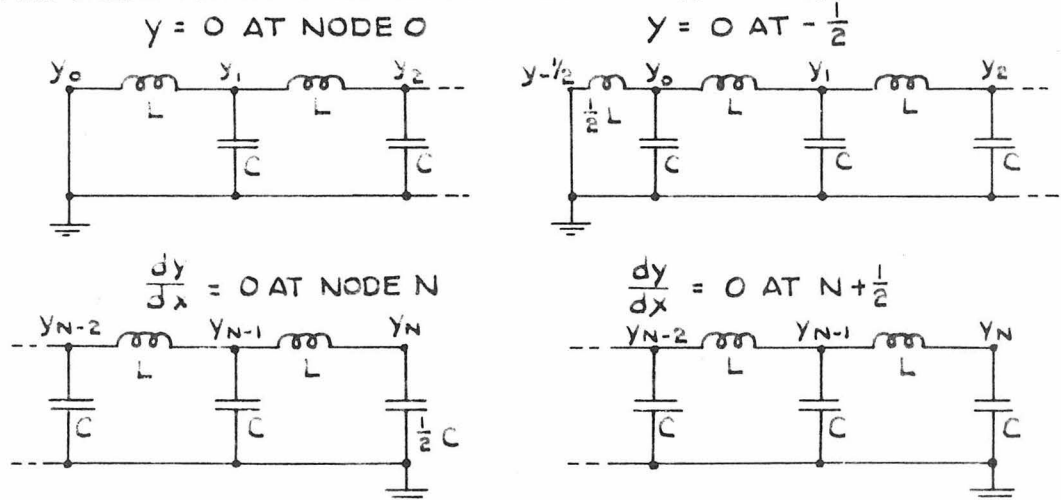 y = 0 AT NODE 0
y = 0 AT - 1/2
y0 y1 y2
L L
C C
y-1/2 y0 y1 y2
1/2 L L L
C C C
dy/dx = 0 AT NODE N
dy/dx = 0 AT N + 1/2
yN-2 yN-1 yN
L L
C C 1/2 C
yN-2 yN-1 yN
L L
C C C